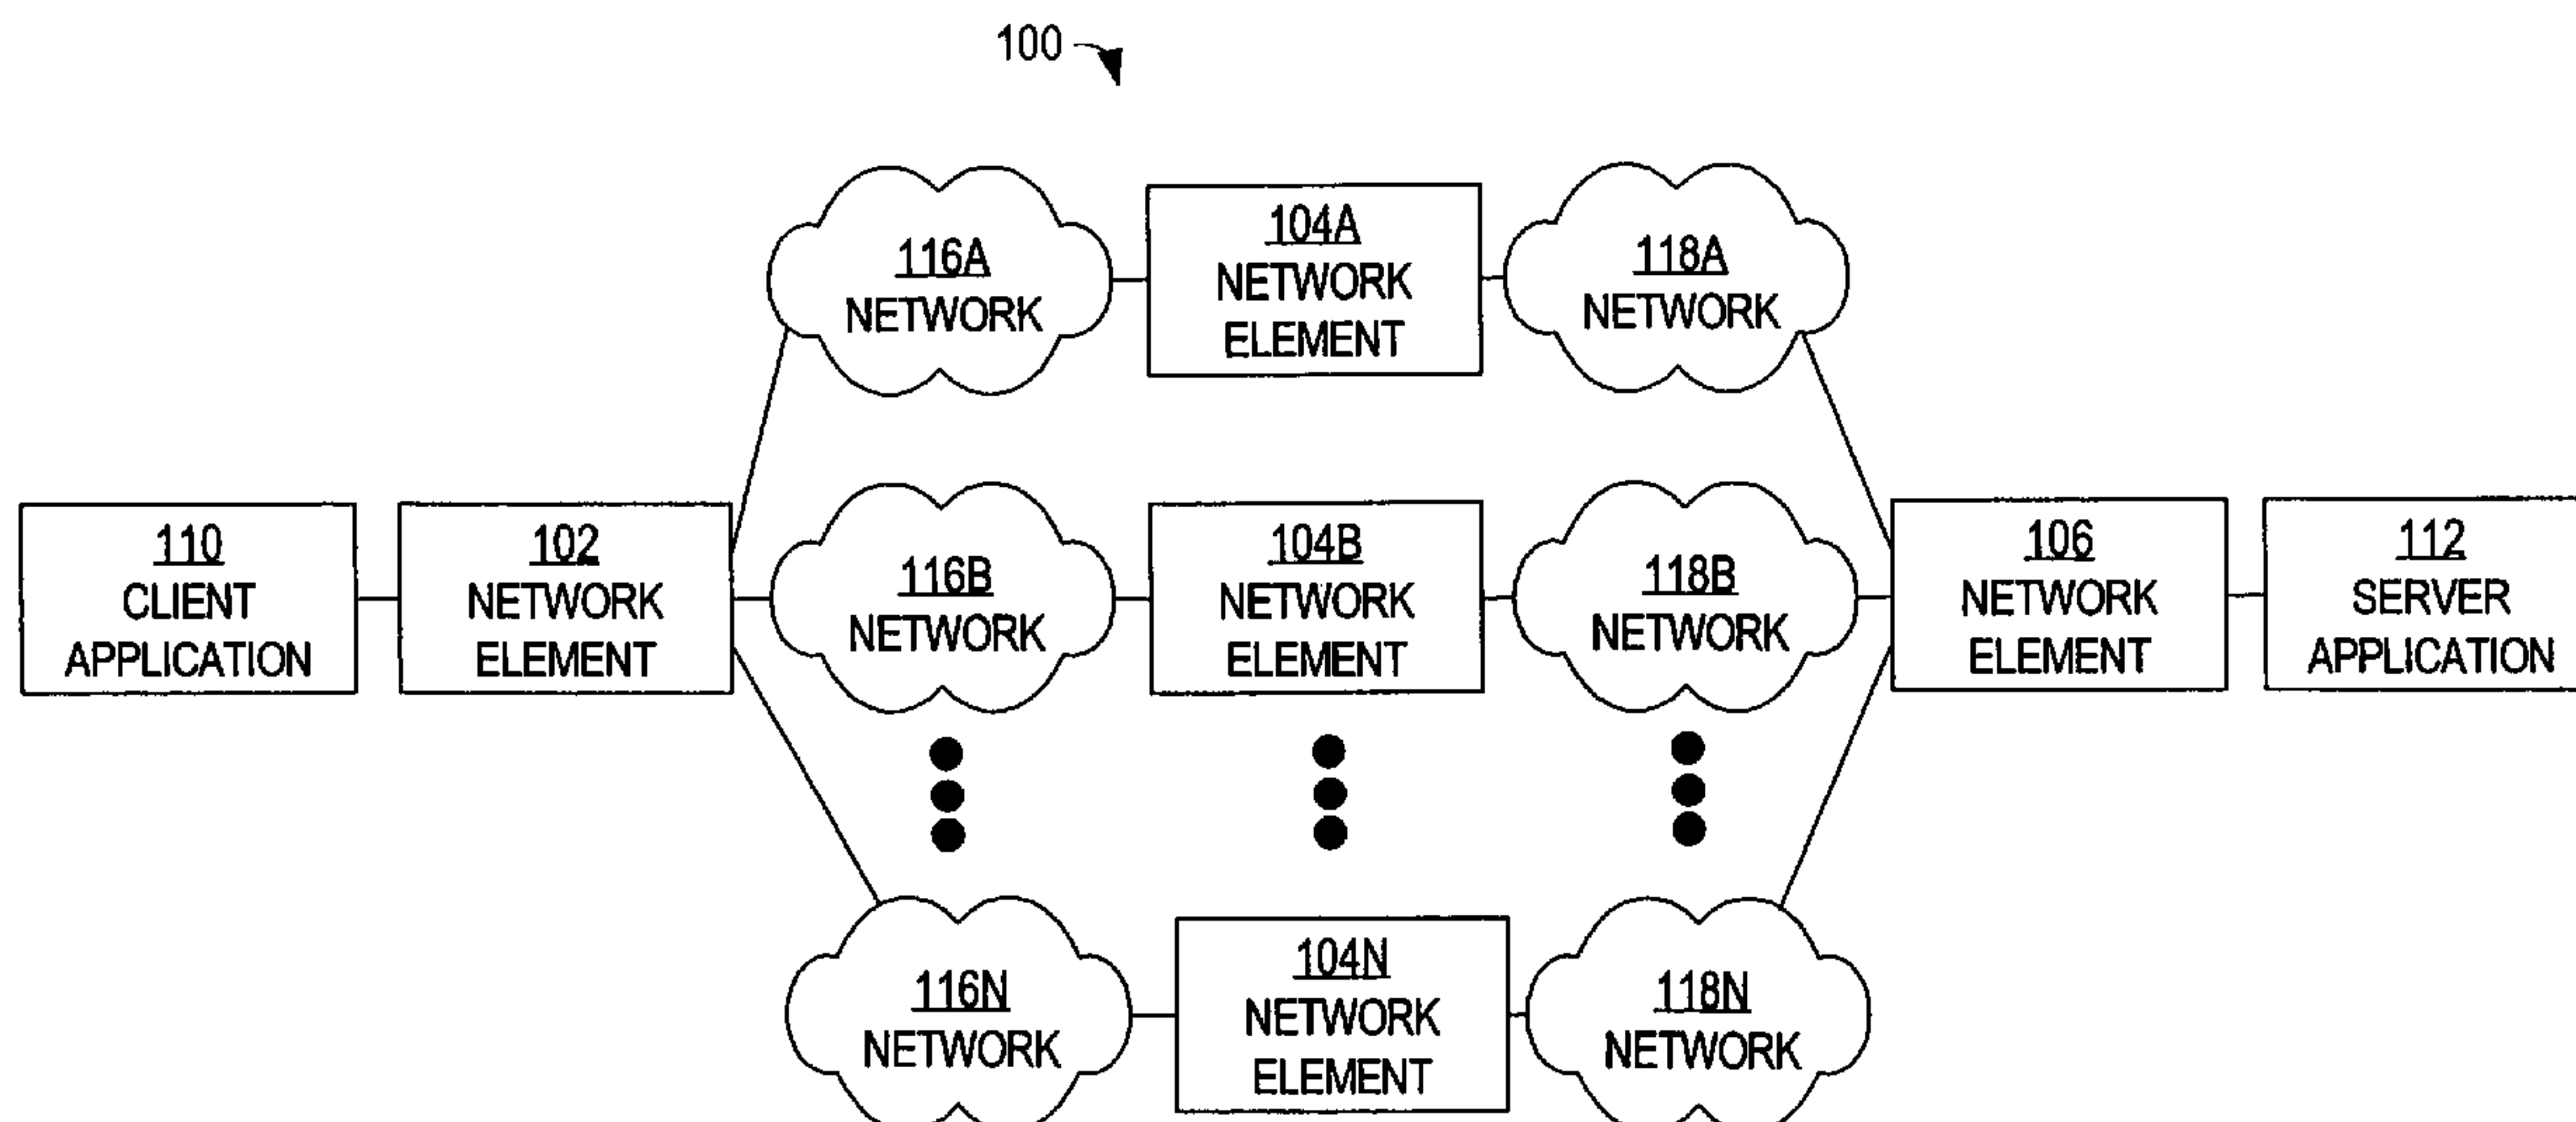 100
116A
NETWORK
104A
NETWORK
ELEMENT
118A
NETWORK
110
CLIENT
APPLICATION
102
NETWORK
ELEMENT
116B
NETWORK
104B
NETWORK
ELEMENT
118B
NETWORK
106
NETWORK
ELEMENT
112
SERVER
APPLICATION
116N
NETWORK
104N
NETWORK
ELEMENT
118N
NETWORK